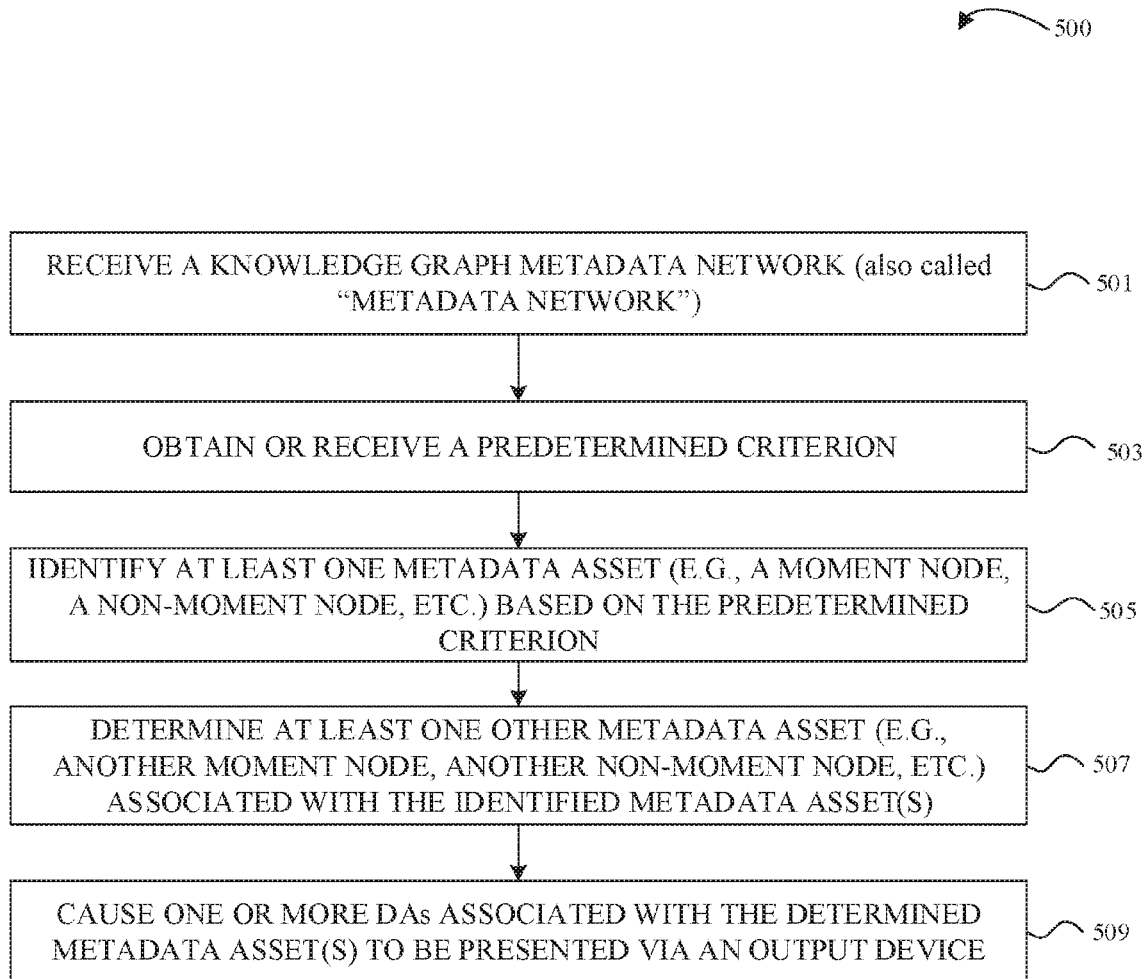 500
RECEIVE A KNOWLEDGE GRAPH METADATA NETWORK (also called
“METADATA NETWORK”)
501
OBTAIN OR RECEIVE A PREDETERMINED CRITERION
503
IDENTIFY AT LEAST ONE METADATA ASSET (E.G., A MOMENT NODE,
A NON-MOMENT NODE, ETC.) BASED ON THE PREDETERMINED
CRITERION
505
DETERMINE AT LEAST ONE OTHER METADATA ASSET (E.G.,
ANOTHER MOMENT NODE, ANOTHER NON-MOMENT NODE, ETC.)
ASSOCIATED WITH THE IDENTIFIED METADATA ASSET(S)
507
CAUSE ONE OR MORE DAs ASSOCIATED WITH THE DETERMINED
METADATA ASSET(S) TO BE PRESENTED VIA AN OUTPUT DEVICE
509